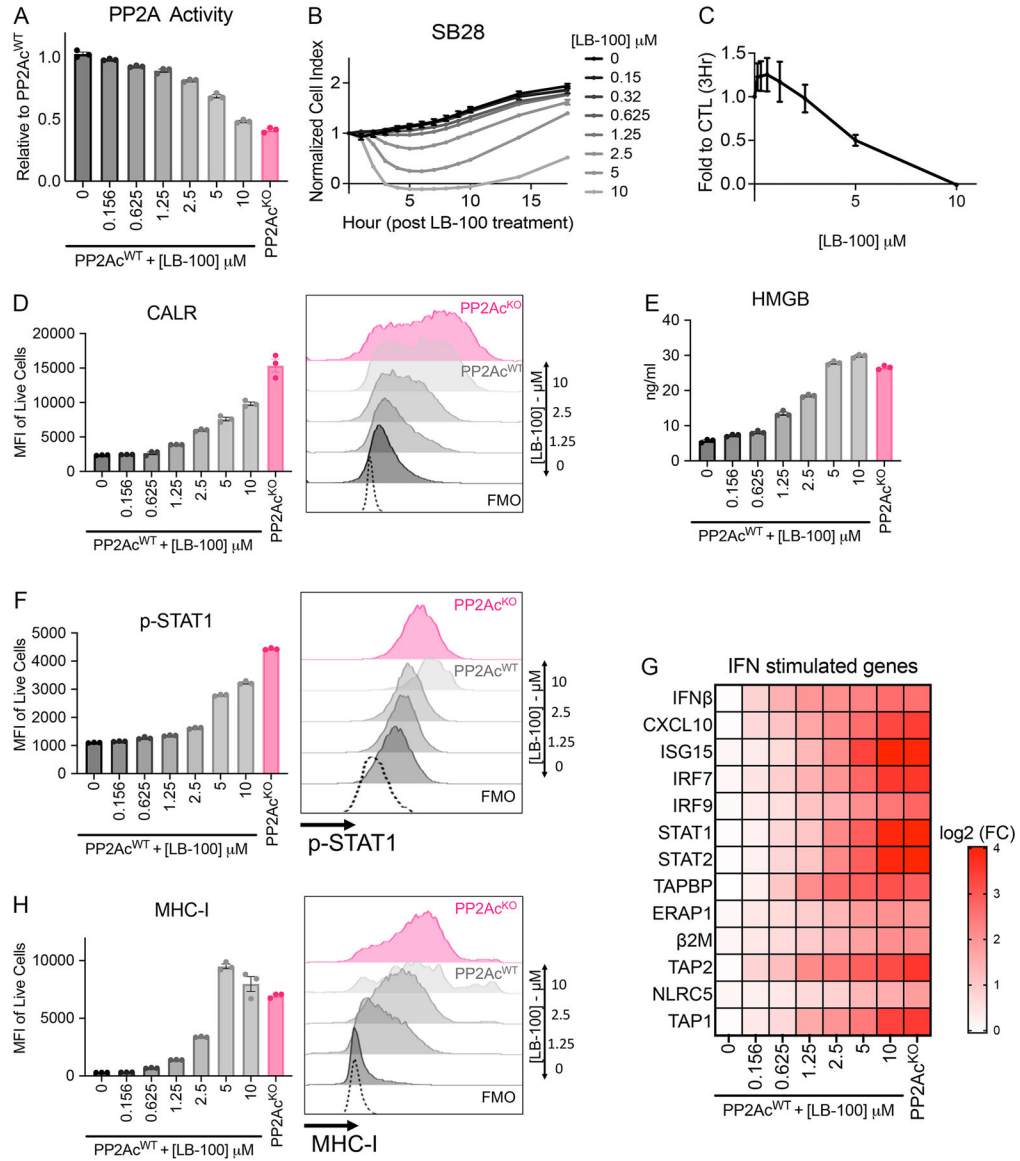 A
PP2A Activity
Relative to PP2Ac^WT
1.0
0.5
0.0
0
0.156
0.625
1.25
2.5
5
10
PP2Ac^KO
PP2Ac^WT + [LB-100] μM
B
SB28
Normalized Cell Index
2
1
0
5
10
15
Hour (post LB-100 treatment)
[LB-100] μM
0
0.15
0.32
0.625
1.25
2.5
5
10
C
Fold to CTL (3Hr)
1.5
1.0
0.5
0.0
5
10
[LB-100] μM
D
CALR
MFI of Live Cells
20000
15000
10000
5000
0
0
0.156
0.625
1.25
2.5
5
10
PP2Ac^KO
PP2Ac^WT + [LB-100] μM
PP2Ac^KO
PP2Ac^WT
FMO
10
2.5
1.25
0
[LB-100] - μM
E
HMGB
ng/ml
40
30
20
10
0
0
0.156
0.625
1.25
2.5
5
10
PP2Ac^KO
PP2Ac^WT + [LB-100] μM
F
p-STAT1
MFI of Live Cells
5000
4000
3000
2000
1000
0
0
0.156
0.625
1.25
2.5
5
10
PP2Ac^KO
PP2Ac^WT + [LB-100] μM
PP2Ac^KO
PP2Ac^WT
FMO
10
2.5
1.25
0
[LB-100] - μM
p-STAT1
G
IFN stimulated genes
IFNβ
CXCL10
ISG15
IRF7
IRF9
STAT1
STAT2
TAPBP
ERAP1
β2M
TAP2
NLRC5
TAP1
0
0.156
0.625
1.25
2.5
5
10
PP2Ac^KO
PP2Ac^WT + [LB-100] μM
log2 (FC)
4
3
2
1
0
H
MHC-I
MFI of Live Cells
10000
5000
0
0
0.156
0.625
1.25
2.5
5
10
PP2Ac^KO
PP2Ac^WT + [LB-100] μM
PP2Ac^KO
PP2Ac^WT
FMO
10
2.5
1.25
0
[LB-100] - μM
MHC-I